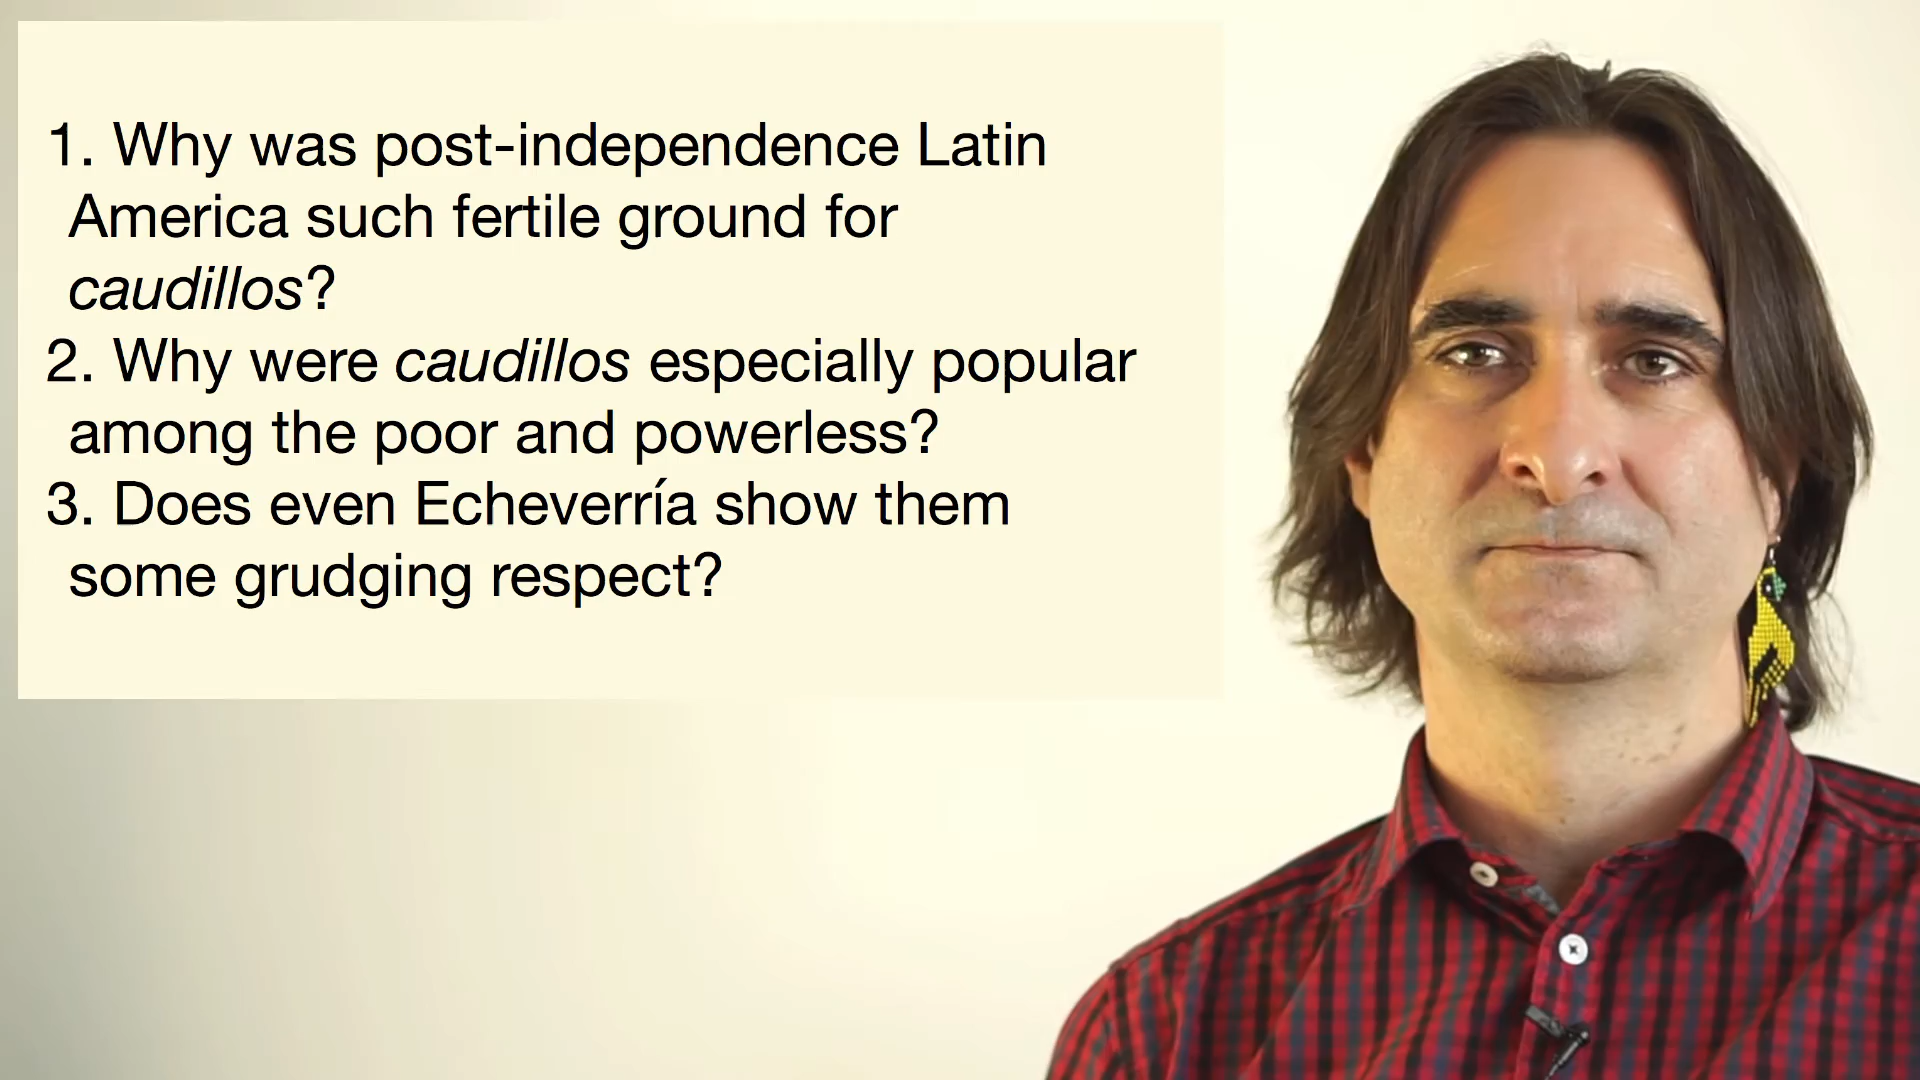 1. Why was post-independence Latin
America such fertile ground for
caudillos?
2. Why were caudillos especially popular
among the poor and powerless?
3. Does even Echeverría show them
some grudging respect?